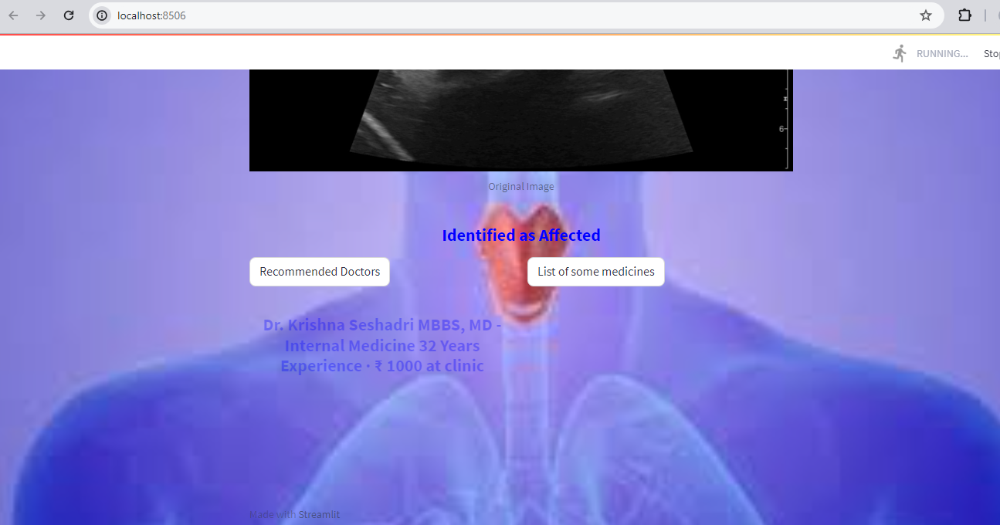 localhost:8506
RUNNING...
Stop
6
Original Image
Identified as Affected
Recommended Doctors
List of some medicines
Dr. Krishna Seshadri MBBS, MD -
Internal Medicine 32 Years
Experience · ₹ 1000 at clinic
Made with Streamlit